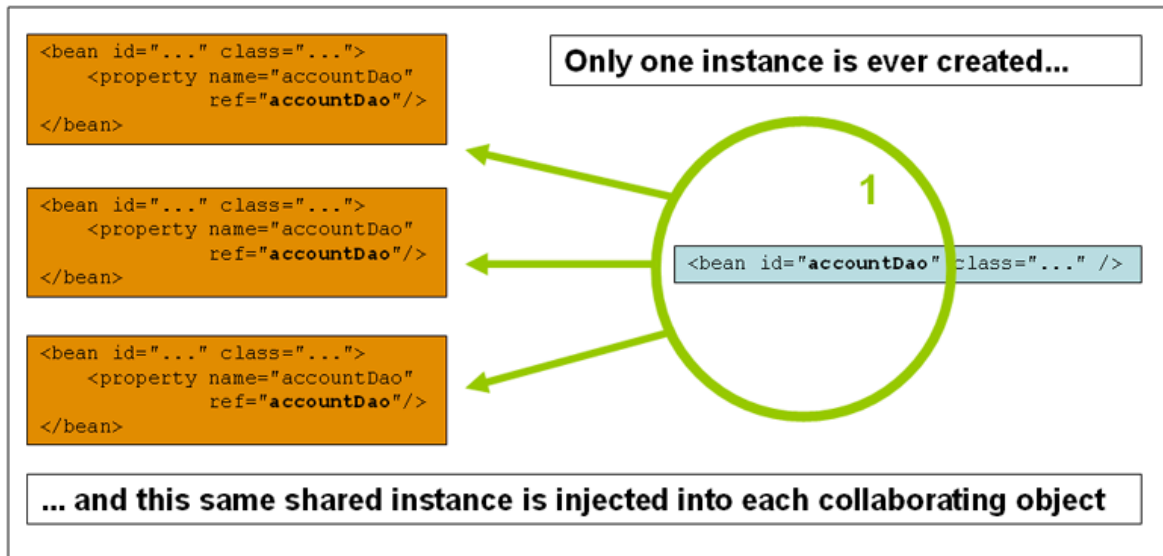 <bean id="..." class="...">
<property name="accountDao"
ref="accountDao"/>
</bean>
Only one instance is ever created...
<bean id="..." class="...">
<property name="accountDao"
ref="accountDao"/>
</bean>
1
<bean id="accountDao" class="..." />
<bean id="..." class="...">
<property name="accountDao"
ref="accountDao"/>
</bean>
... and this same shared instance is injected into each collaborating object